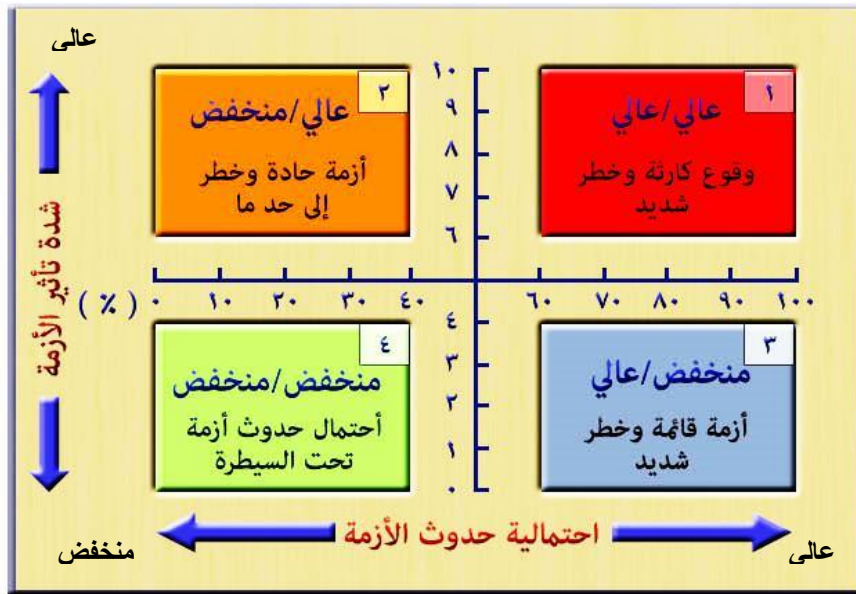 عالى
١
عالي/عالي
وقوع كارثة وخطر
شديد
٢
عالي/منخفض
أزمة حادة وخطر
إلى حد ما
١٠
٩
٨
٧
٦
شدة تأثير الأزمة
(٪) ٠ ١٠ ٢٠ ٣٠ ٤٠ ٦٠ ٧٠ ٨٠ ٩٠ ١٠٠
٣
منخفض/عالي
أزمة قائمة وخطر
شديد
٤
منخفض/منخفض
أحتمال حدوث أزمة
تحت السيطرة
٤
٣
٢
١
٠
احتمالية حدوث الأزمة
عالى
منخفض